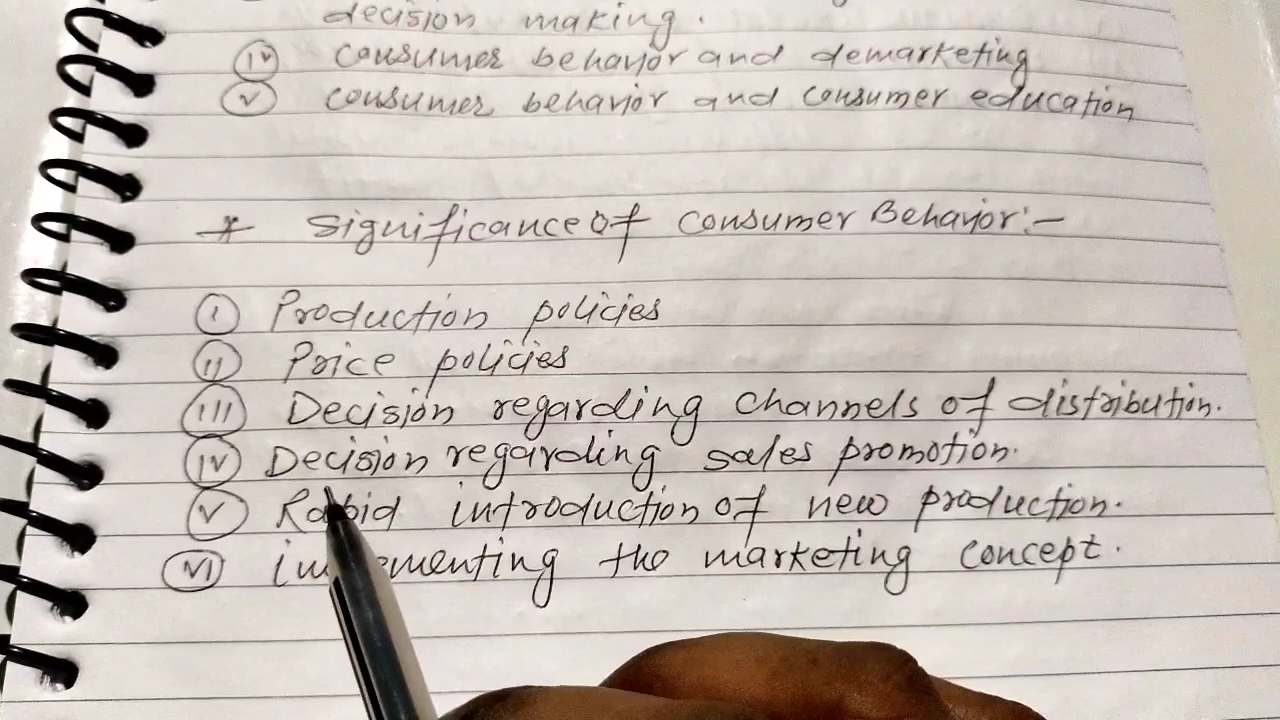 decision making.
(iv) consumer behavior and demarketing
(v) consumer behavior and consumer education
* Significance of Consumer Behavior:-
(i) Production policies
(ii) Price policies
(iii) Decision regarding channels of distribution.
(iv) Decision regarding sales promotion.
(v) introduction of new production.
(vi) the marketing concept.